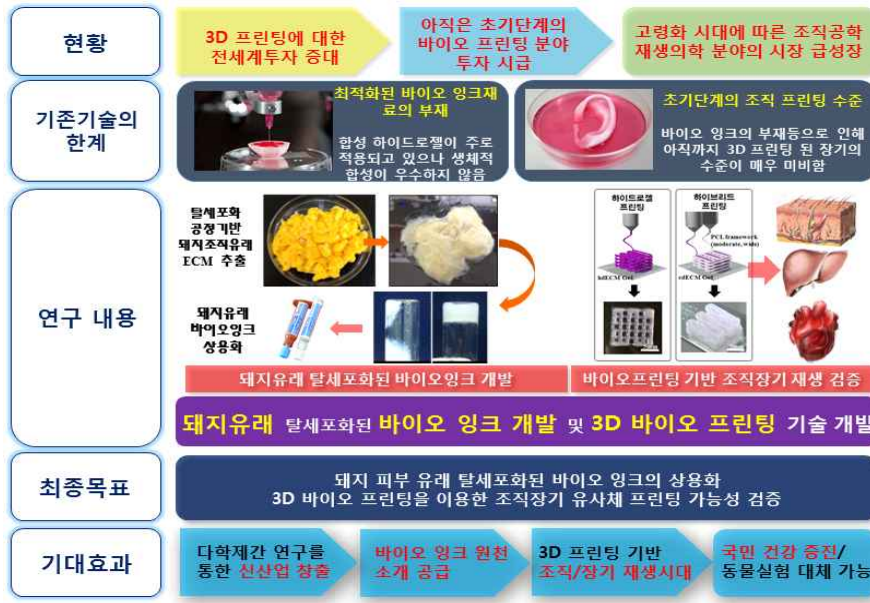 현황
3D 프린팅에 대한
전세계투자 증대
아직은 초기단계의
바이오 프린팅 분야
투자 시급
고령화 시대에 따른 조직공학
재생의학 분야의 시장 급성장
기존기술의
한계
최적화된 바이오 잉크재
료의 부재
합성 하이드로젤이 주로
적용되고 있으나 생체적
합성이 우수하지 않음
초기단계의 조직 프린팅 수준
바이오 잉크의 부재등으로 인해
아직까지 3D 프린팅 된 장기의
수준이 매우 미비함
연구 내용
탈세포화
공정기반
돼지조직유래
ECM 추출
돼지유래
바이오잉크
상용화
하이드로젤
프린팅
하이브리드
프린팅
PCL framework
(moderate, wide)
hdECM Gel
cdECM Gel
돼지유래 탈세포화된 바이오잉크 개발
바이오프린팅 기반 조직장기 재생 검증
돼지유래 탈세포화된 바이오 잉크 개발 및 3D 바이오 프린팅 기술 개발
최종목표
돼지 피부 유래 탈세포화된 바이오 잉크의 상용화
3D 바이오 프린팅을 이용한 조직장기 유사체 프린팅 가능성 검증
기대효과
다학제간 연구를
통한 신산업 창출
바이오 잉크 원천
소개 공급
3D 프린팅 기반
조직/장기 재생시대
국민 건강 증진/
동물실험 대체 가능